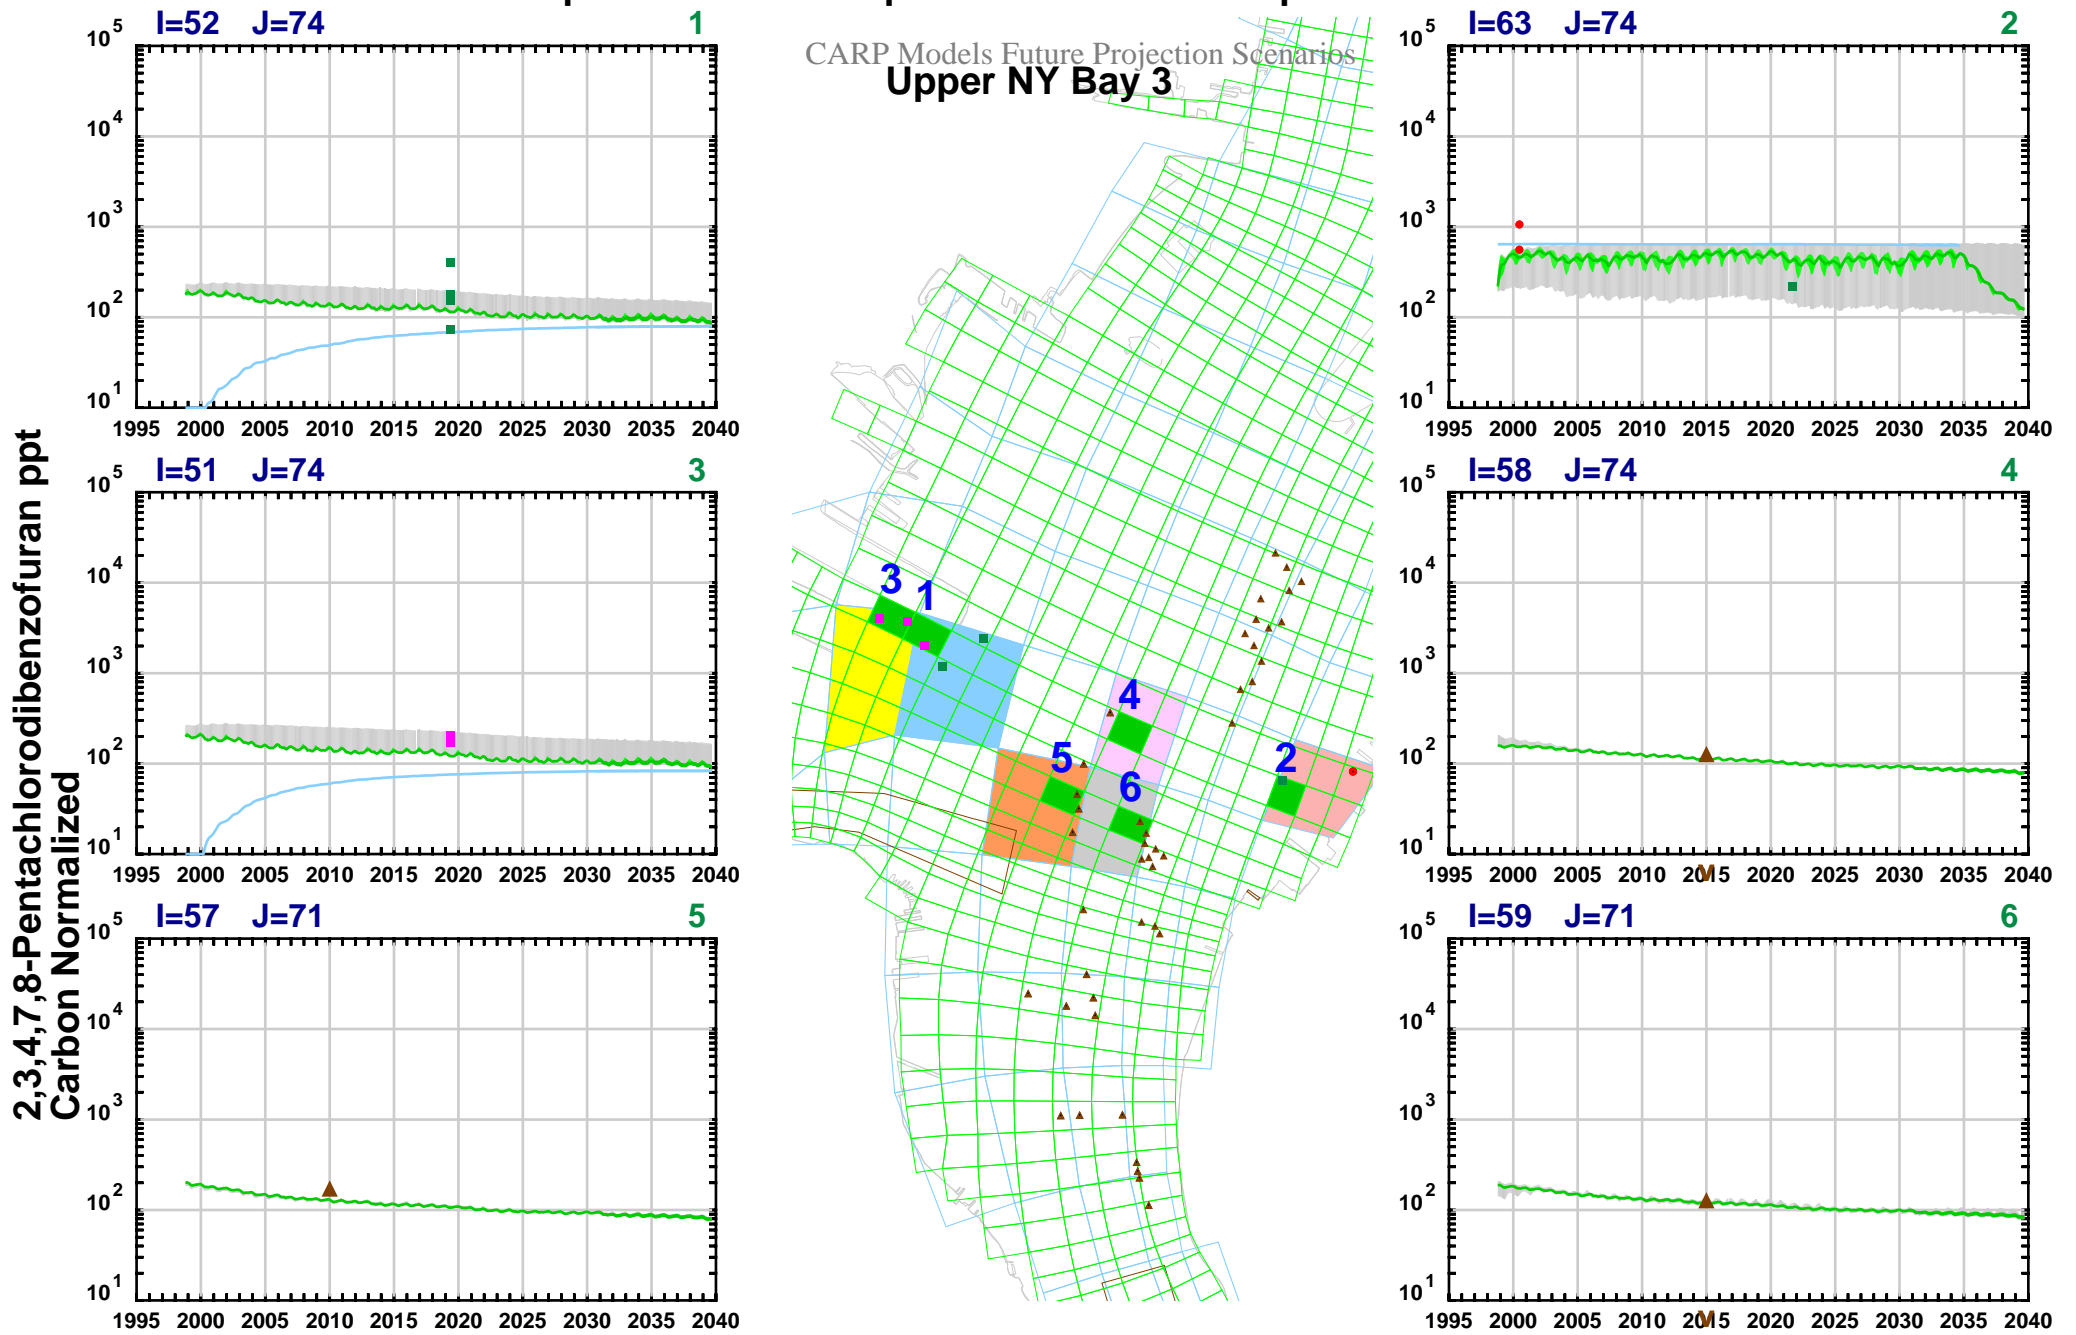 CARP Models Future Projection Scenarios
Upper NY Bay 3
2,3,4,7,8-Pentachlorodibenzofuran ppt
Carbon Normalized
I=52 J=74 1
10^5
10^4
10^3
10^2
10^1
1995 2000 2005 2010 2015 2020 2025 2030 2035 2040
I=63 J=74 2
10^5
10^4
10^3
10^2
10^1
1995 2000 2005 2010 2015 2020 2025 2030 2035 2040
I=51 J=74 3
10^5
10^4
10^3
10^2
10^1
1995 2000 2005 2010 2015 2020 2025 2030 2035 2040
I=58 J=74 4
10^5
10^4
10^3
10^2
10^1
1995 2000 2005 2010 2015 2020 2025 2030 2035 2040
v
I=57 J=71 5
10^5
10^4
10^3
10^2
10^1
1995 2000 2005 2010 2015 2020 2025 2030 2035 2040
I=59 J=71 6
10^5
10^4
10^3
10^2
10^1
1995 2000 2005 2010 2015 2020 2025 2030 2035 2040
v
3
1
4
5
2
6